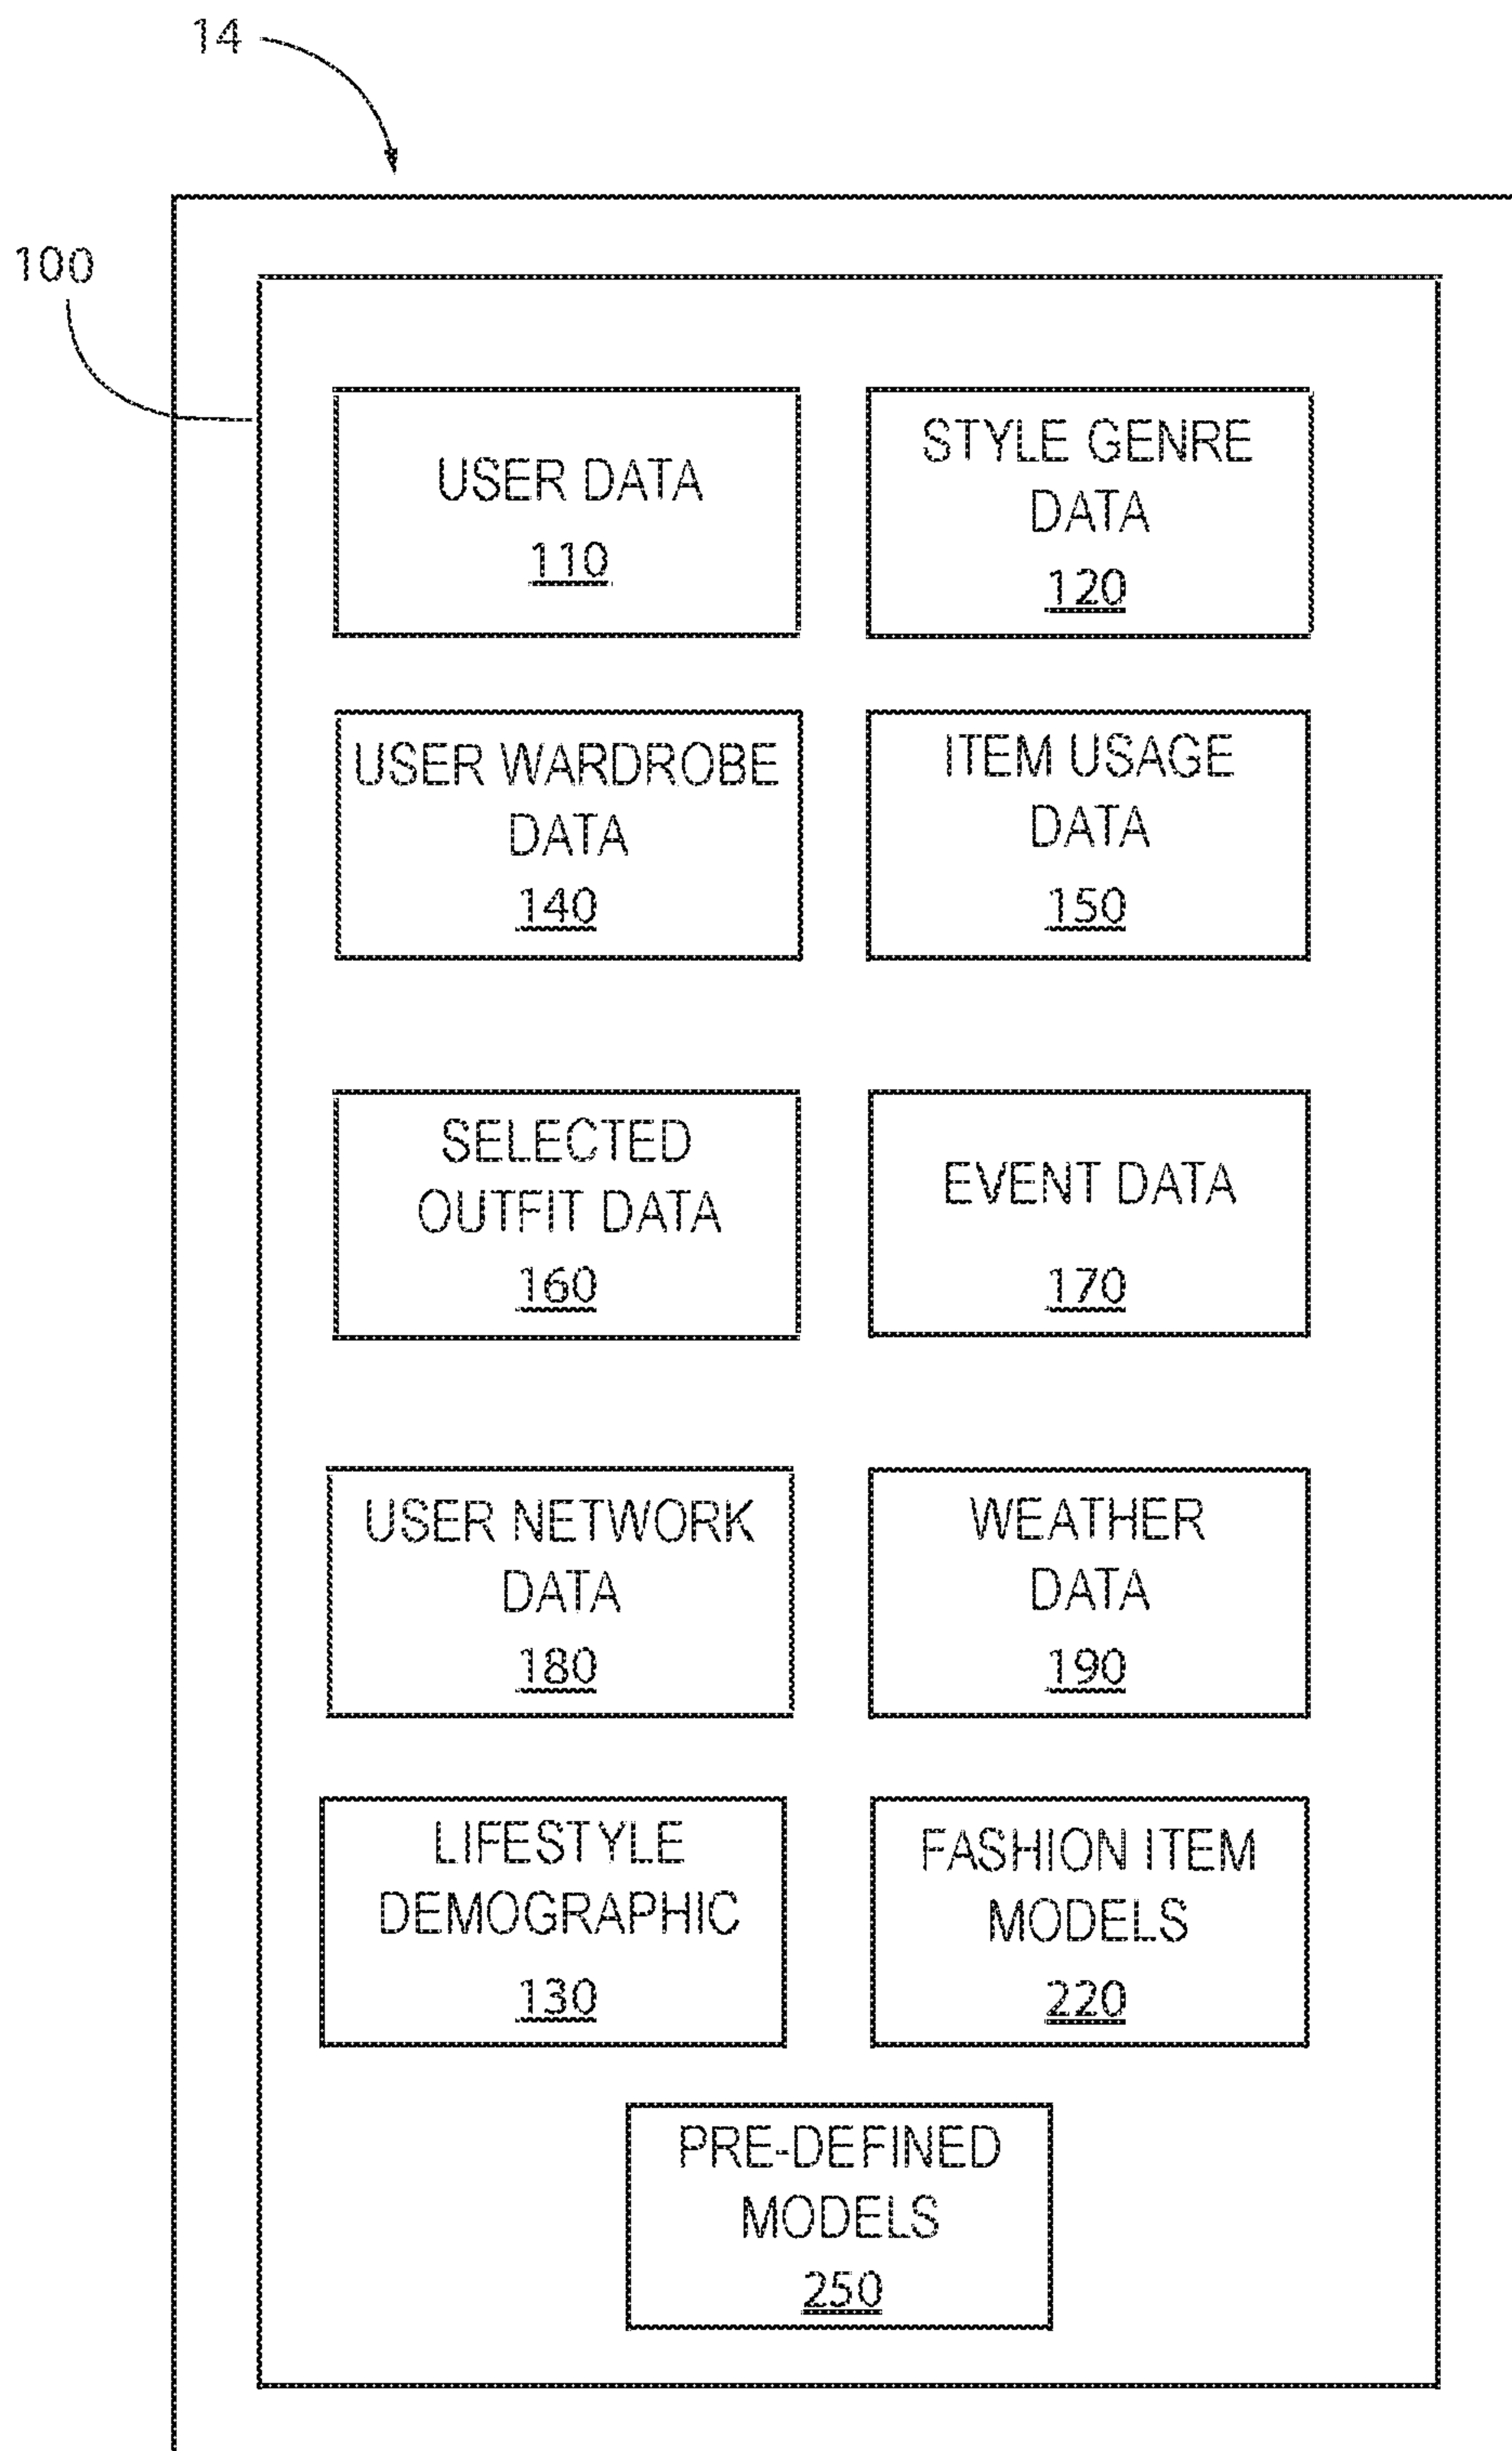 14
100
USER DATA
110
STYLE GENRE
DATA
120
USER WARDROBE
DATA
140
ITEM USAGE
DATA
150
SELECTED
OUTFIT DATA
160
EVENT DATA
170
USER NETWORK
DATA
180
WEATHER
DATA
190
LIFESTYLE
DEMOGRAPHIC
130
FASHION ITEM
MODELS
220
PRE-DEFINED
MODELS
250